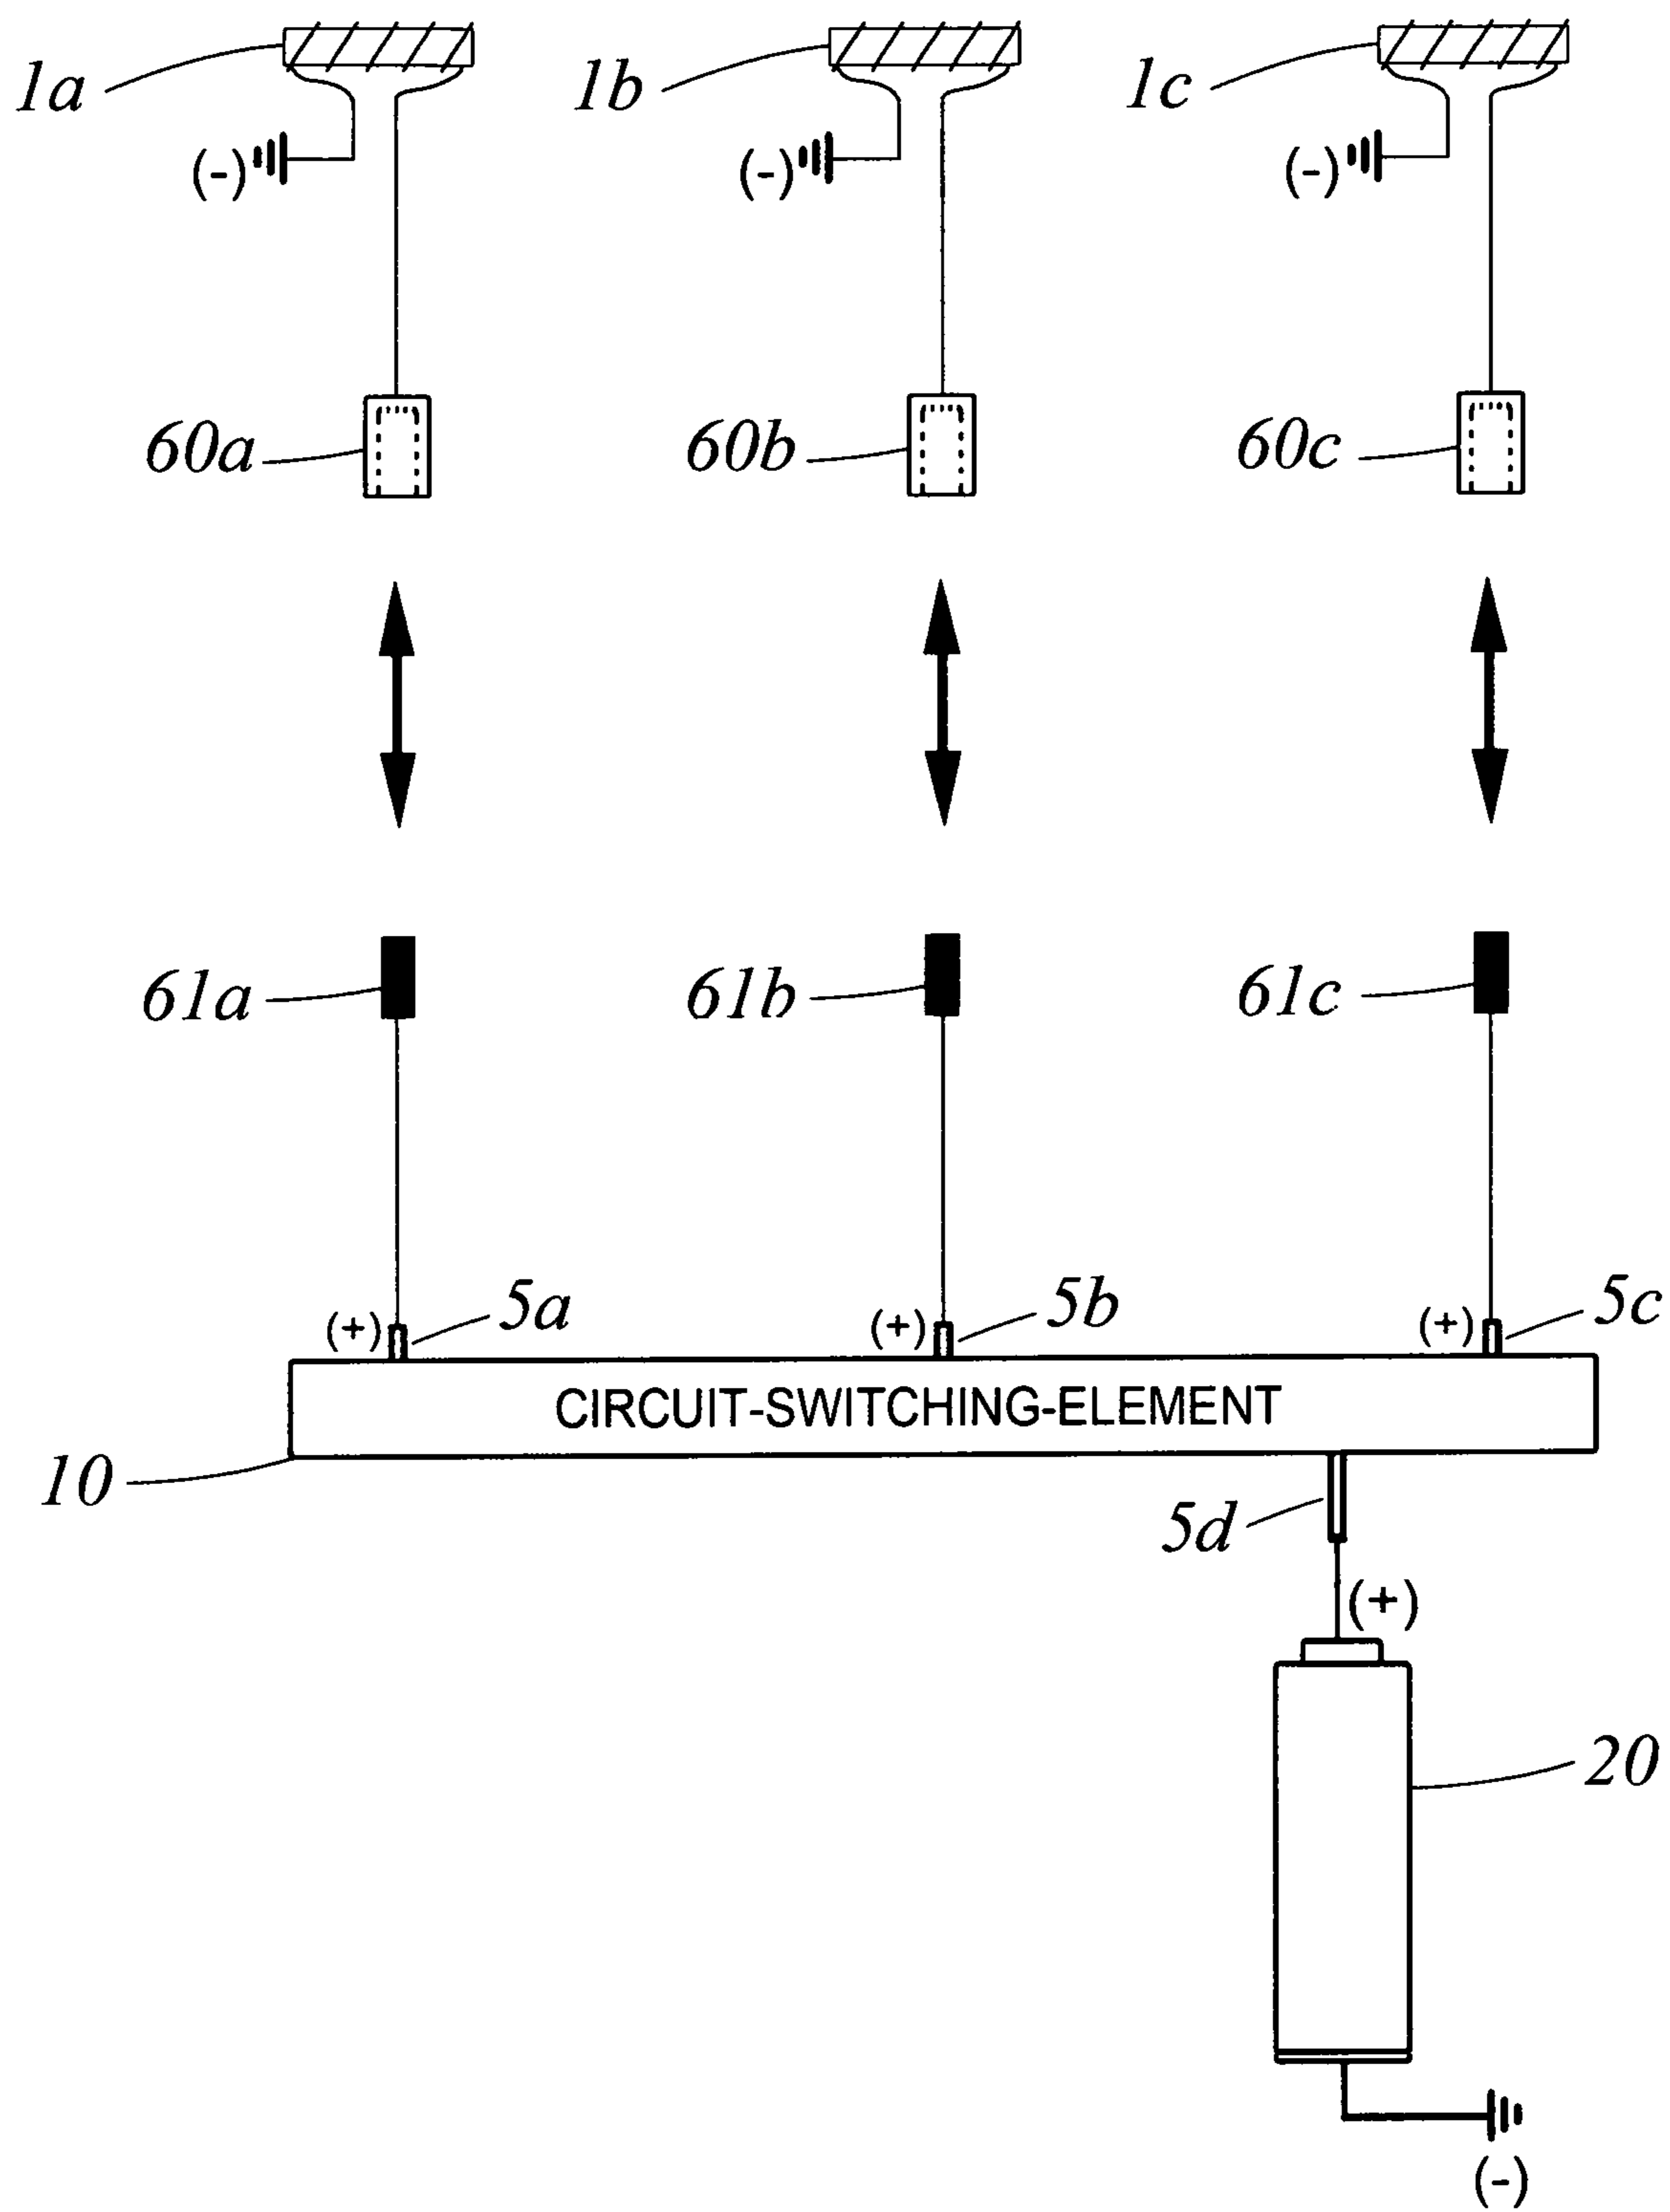 1a
1b
1c
(-)
(-)
(-)
60a
60b
60c
61a
61b
61c
(+)
5a
(+)
5b
(+)
5c
CIRCUIT-SWITCHING-ELEMENT
10
5d
(+)
20
(-)